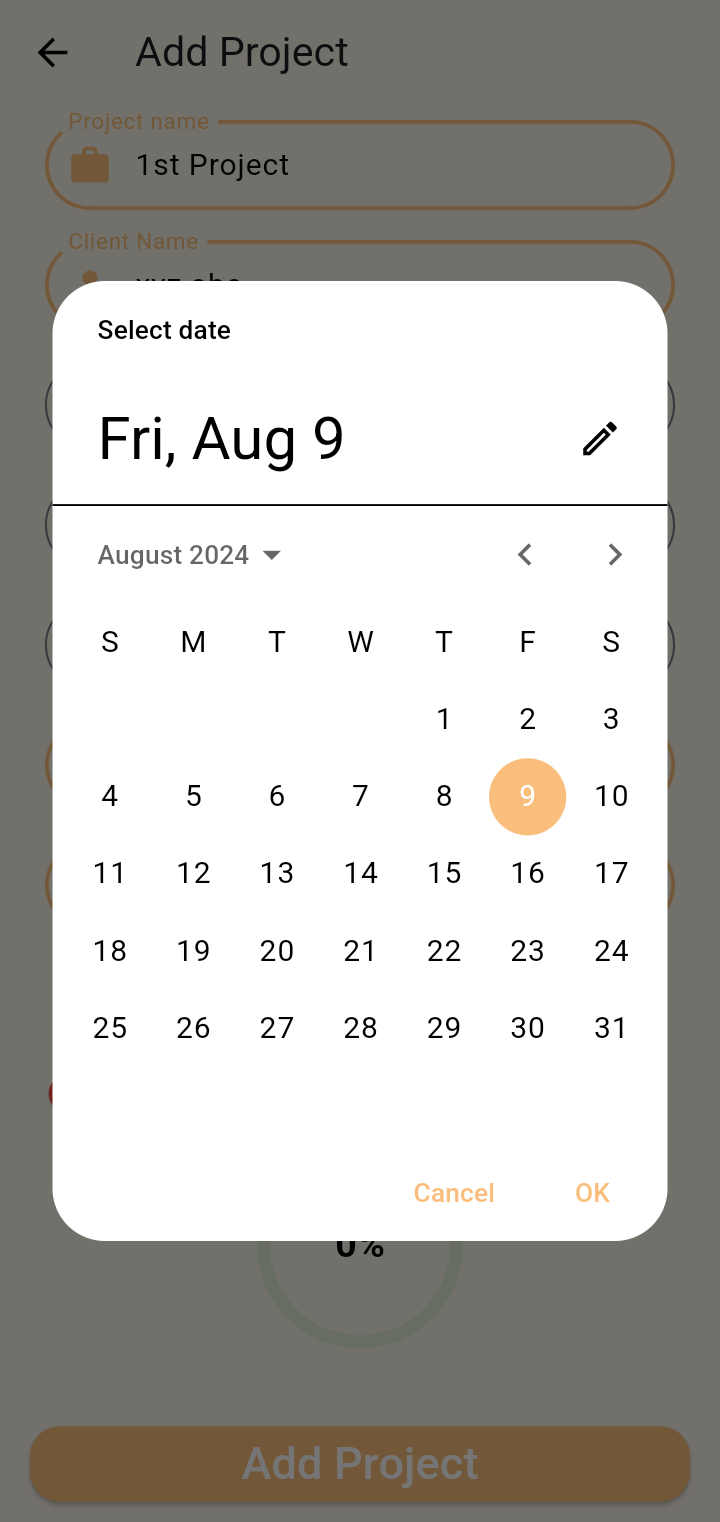 Add Project
Project name
1st Project
Client Name
Select date
Fri, Aug 9
August 2024
S M T W T F S
1 2 3
4 5 6 7 8 9 10
11 12 13 14 15 16 17
18 19 20 21 22 23 24
25 26 27 28 29 30 31
Cancel OK
0%
Add Project